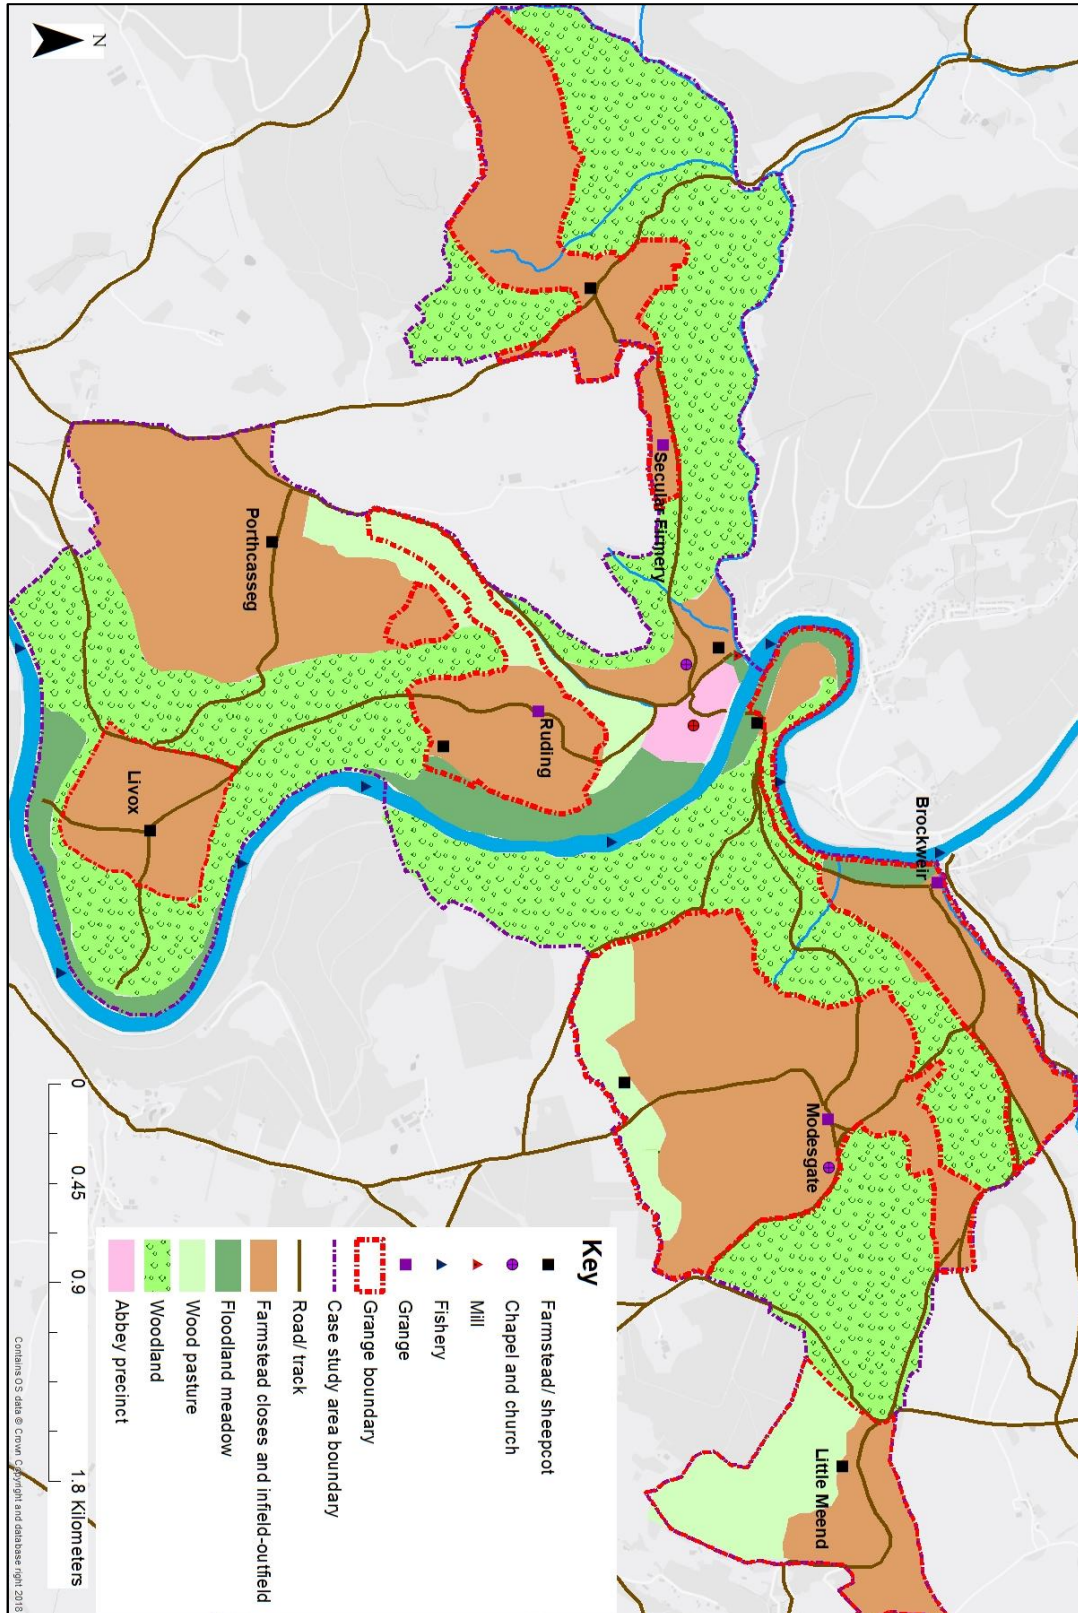 N
Secular Firmery
Porthcasseg
Ruding
Livox
Brockweir
Modesgate
Little Meend
Key
Farmstead/ sheepcot
Chapel and church
Mill
Fishery
Grange
Grange boundary
Case study area boundary
Road/ track
Farmstead closes and infield-outfield
Floodland meadow
Wood pasture
Woodland
Abbey precinct
0 0.45 0.9 1.8 Kilometers
Contains OS data © Crown Copyright and database right 2018